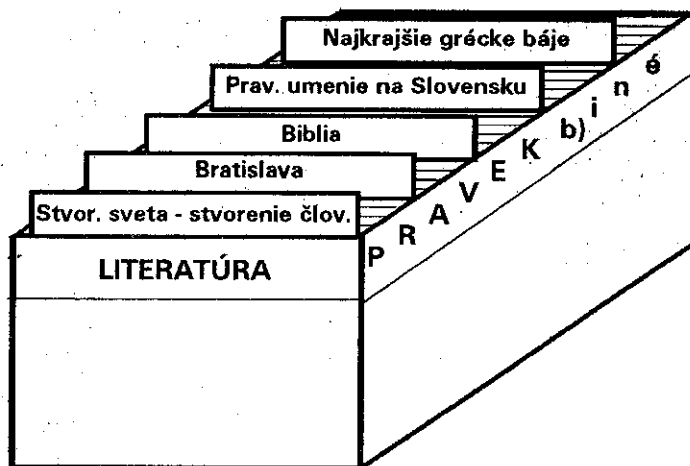 Najkrajšie grécke báje
Prav. umenie na Slovensku
Biblia
Bratislava
Stvor. sveta - stvorenie člov.
LITERATÚRA
PRAVEK b) iné